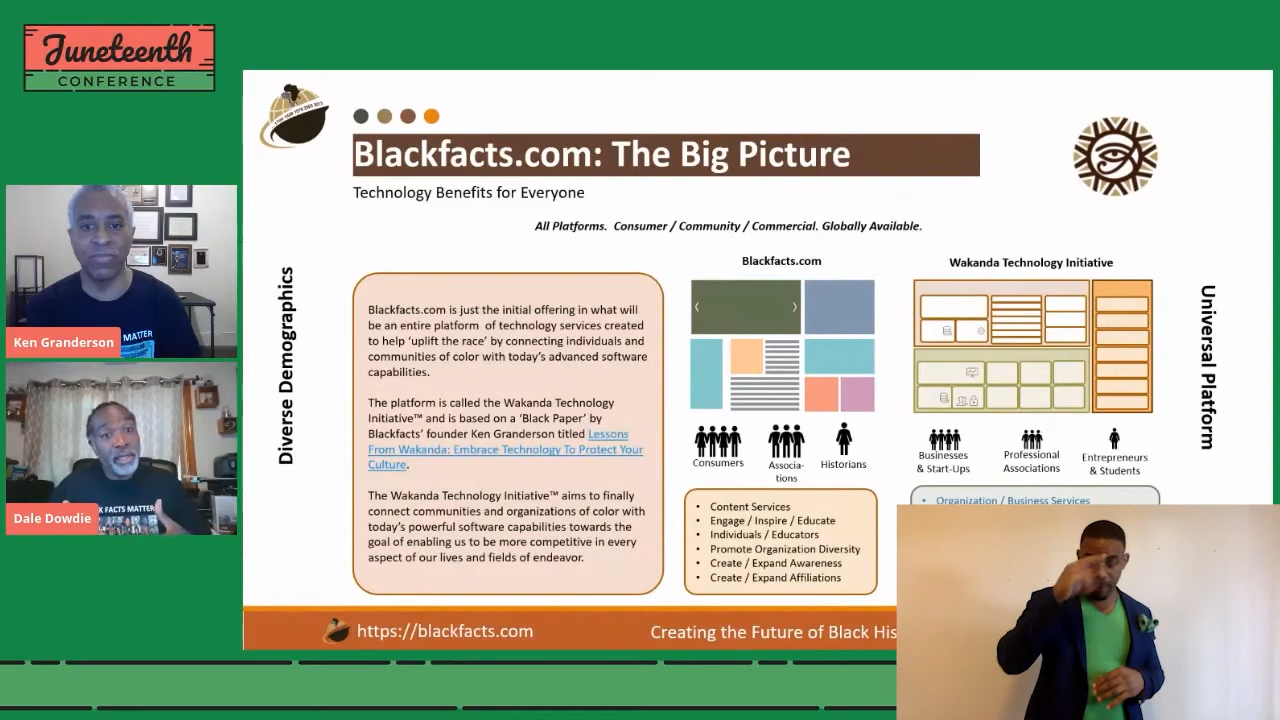 Juneteenth
CONFERENCE
Blackfacts.com: The Big Picture
Technology Benefits for Everyone
All Platforms. Consumer / Community / Commercial. Globally Available.
Diverse Demographics
Blackfacts.com is just the initial offering in what will
be an entire platform of technology services created
to help ‘uplift the race’ by connecting individuals and
communities of color with today’s advanced software
capabilities.
The platform is called the Wakanda Technology
Initiative™ and is based on a ‘Black Paper’ by
Blackfacts’ founder Ken Granderson titled Lessons
From Wakanda: Embrace Technology To Protect Your
Culture.
The Wakanda Technology Initiative™ aims to finally
connect communities and organizations of color with
today’s powerful software capabilities towards the
goal of enabling us to be more competitive in every
aspect of our lives and fields of endeavor.
Blackfacts.com
Consumers
Associa-
tions
Historians
• Content Services
• Engage / Inspire / Educate
• Individuals / Educators
• Promote Organization Diversity
• Create / Expand Awareness
• Create / Expand Affiliations
Wakanda Technology Initiative
Businesses
& Start-Ups
Professional
Associations
Entrepreneurs
& Students
• Organization / Business Services
Universal Platform
https://blackfacts.com
Creating the Future of Black His
MATTER
Ken Granderson
FACTS MATTER
Dale Dowdie